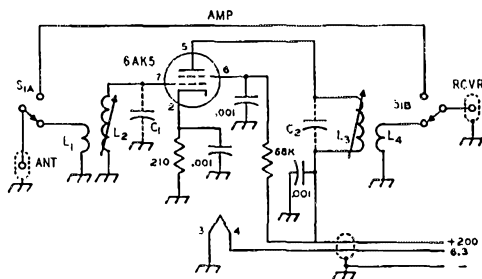 AMP
5
6AK5
S1A
7
6
2
.001
S1B
RCVR
L1
L2
C1
C2
L3
L4
ANT
210
.001
68K
.001
3
4
+200
6.3